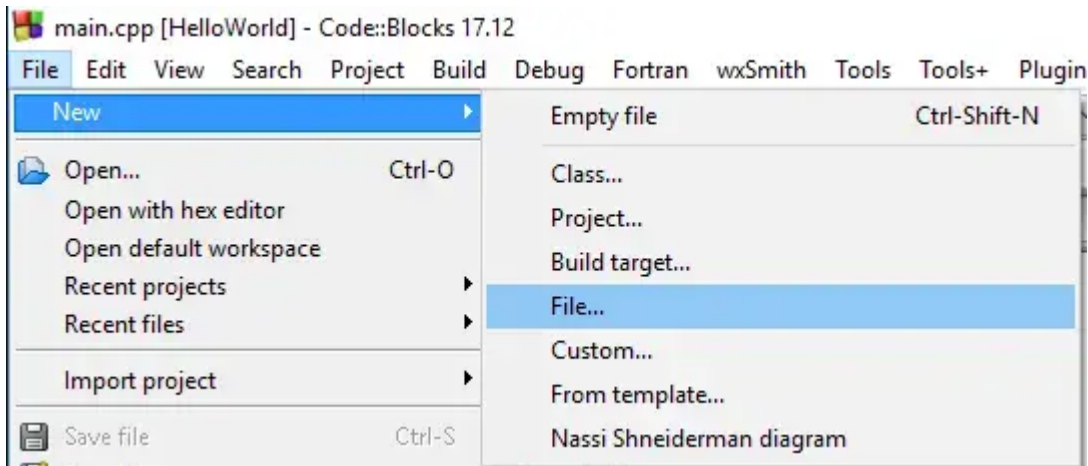 main.cpp [HelloWorld] - Code::Blocks 17.12
File Edit View Search Project Build Debug Fortran wxSmith Tools Tools+ Plugin
New
Open... Ctrl-O
Open with hex editor
Open default workspace
Recent projects
Recent files
Import project
Save file Ctrl-S
Empty file Ctrl-Shift-N
Class...
Project...
Build target...
File...
Custom...
From template...
Nassi Shneiderman diagram